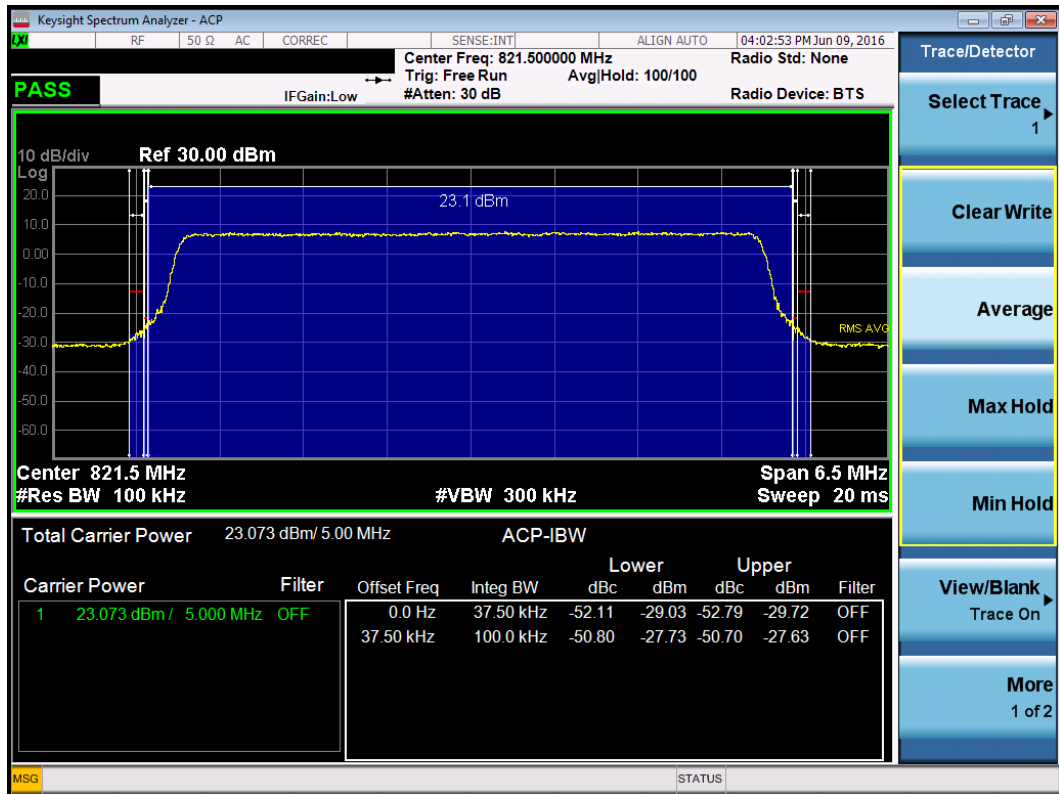 Keysight Spectrum Analyzer - ACP
LXI RF 50 Ω AC CORREC SENSE:INT ALIGN AUTO 04:02:53 PM Jun 09, 2016
Center Freq: 821.500000 MHz Radio Std: None
Trig: Free Run Avg|Hold: 100/100
PASS IFGain:Low #Atten: 30 dB Radio Device: BTS
10 dB/div Ref 30.00 dBm
Log
20.0
10.0
0.00
-10.0
-20.0
-30.0
-40.0
-50.0
-60.0
23.1 dBm
RMS AVG
Center 821.5 MHz Span 6.5 MHz
#Res BW 100 kHz #VBW 300 kHz Sweep 20 ms
Total Carrier Power 23.073 dBm/ 5.00 MHz ACP-IBW
Lower Upper
Carrier Power Filter Offset Freq Integ BW dBc dBm dBc dBm Filter
1 23.073 dBm / 5.000 MHz OFF 0.0 Hz 37.50 kHz -52.11 -29.03 -52.79 -29.72 OFF
37.50 kHz 100.0 kHz -50.80 -27.73 -50.70 -27.63 OFF
MSG STATUS
Trace/Detector
Select Trace
1
Clear Write
Average
Max Hold
Min Hold
View/Blank
Trace On
More
1 of 2